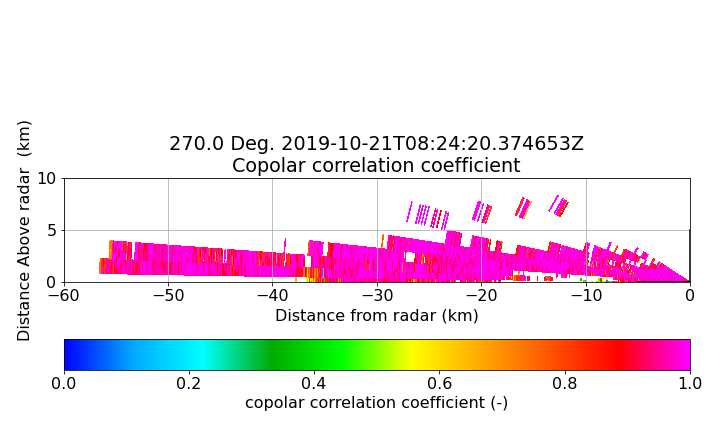 270.0 Deg. 2019-10-21T08:24:20.374653Z
Copolar correlation coefficient
Distance Above radar  (km)
10
5
0
−60 −50 −40 −30 −20 −10 0
Distance from radar (km)
0.0 0.2 0.4 0.6 0.8 1.0
copolar correlation coefficient (-)